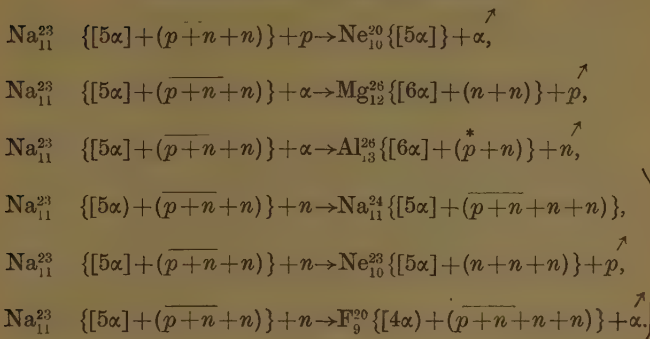 Na²³₁₁ {[5α]+(p̅+̅n̅+n)}+p→Ne²⁰₁₀{[5α]}+α↗,
Na²³₁₁ {[5α]+(p̅+̅n̅+n)}+α→Mg²⁶₁₂{[6α]+(n+n)}+p↗,
Na²³₁₁ {[5α]+(p̅+̅n̅+n)}+α→Al²⁶₁₃{[6α]+(p*+n)}+n↗,
Na²³₁₁ {[5α)+(p̅+̅n̅+n)}+n→Na²⁴₁₁{[5α]+(p̅+̅n̅+n+n)},
Na²³₁₁ {[5α]+(p̅+̅n̅+n)}+n→Ne²³₁₀{[5α]+(n+n+n)}+p↗,
Na²³₁₁ {[5α]+(p̅+̅n̅+n)}+n→F²⁰₉{[4α)+(p̅+̅n̅+n+n)}+α↗.